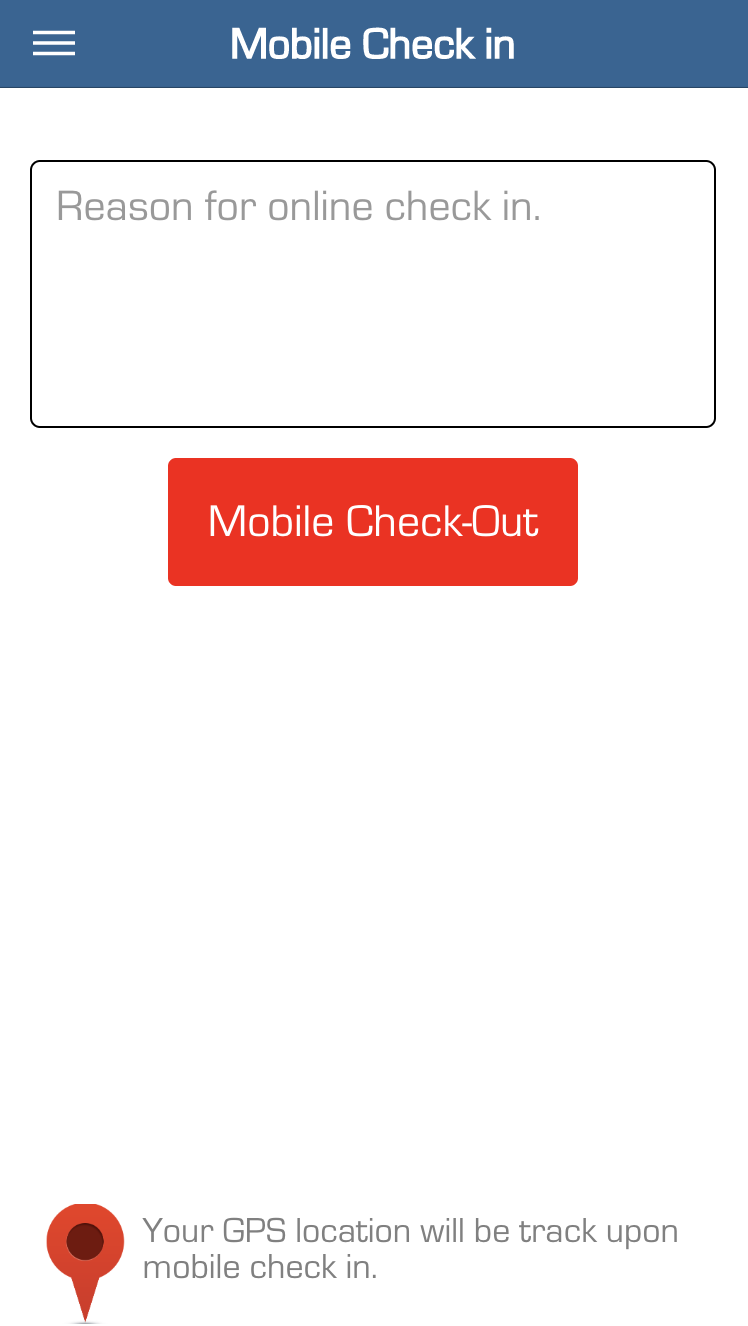 Mobile Check in
Reason for online check in.
Mobile Check-Out
Your GPS location will be track upon
mobile check in.